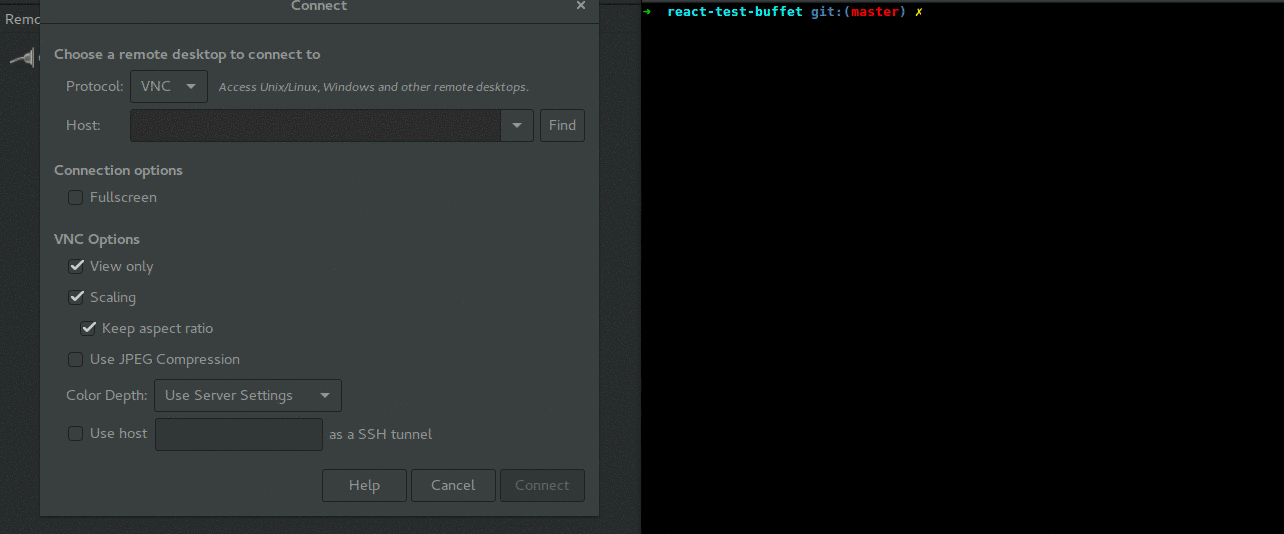 Connect ×
Remo
Choose a remote desktop to connect to
Protocol: VNC Access Unix/Linux, Windows and other remote desktops.
Host: Find
Connection options
Fullscreen
VNC Options
View only
Scaling
Keep aspect ratio
Use JPEG Compression
Color Depth: Use Server Settings
Use host as a SSH tunnel
Help Cancel Connect
➜ react-test-buffet git:(master) ✗